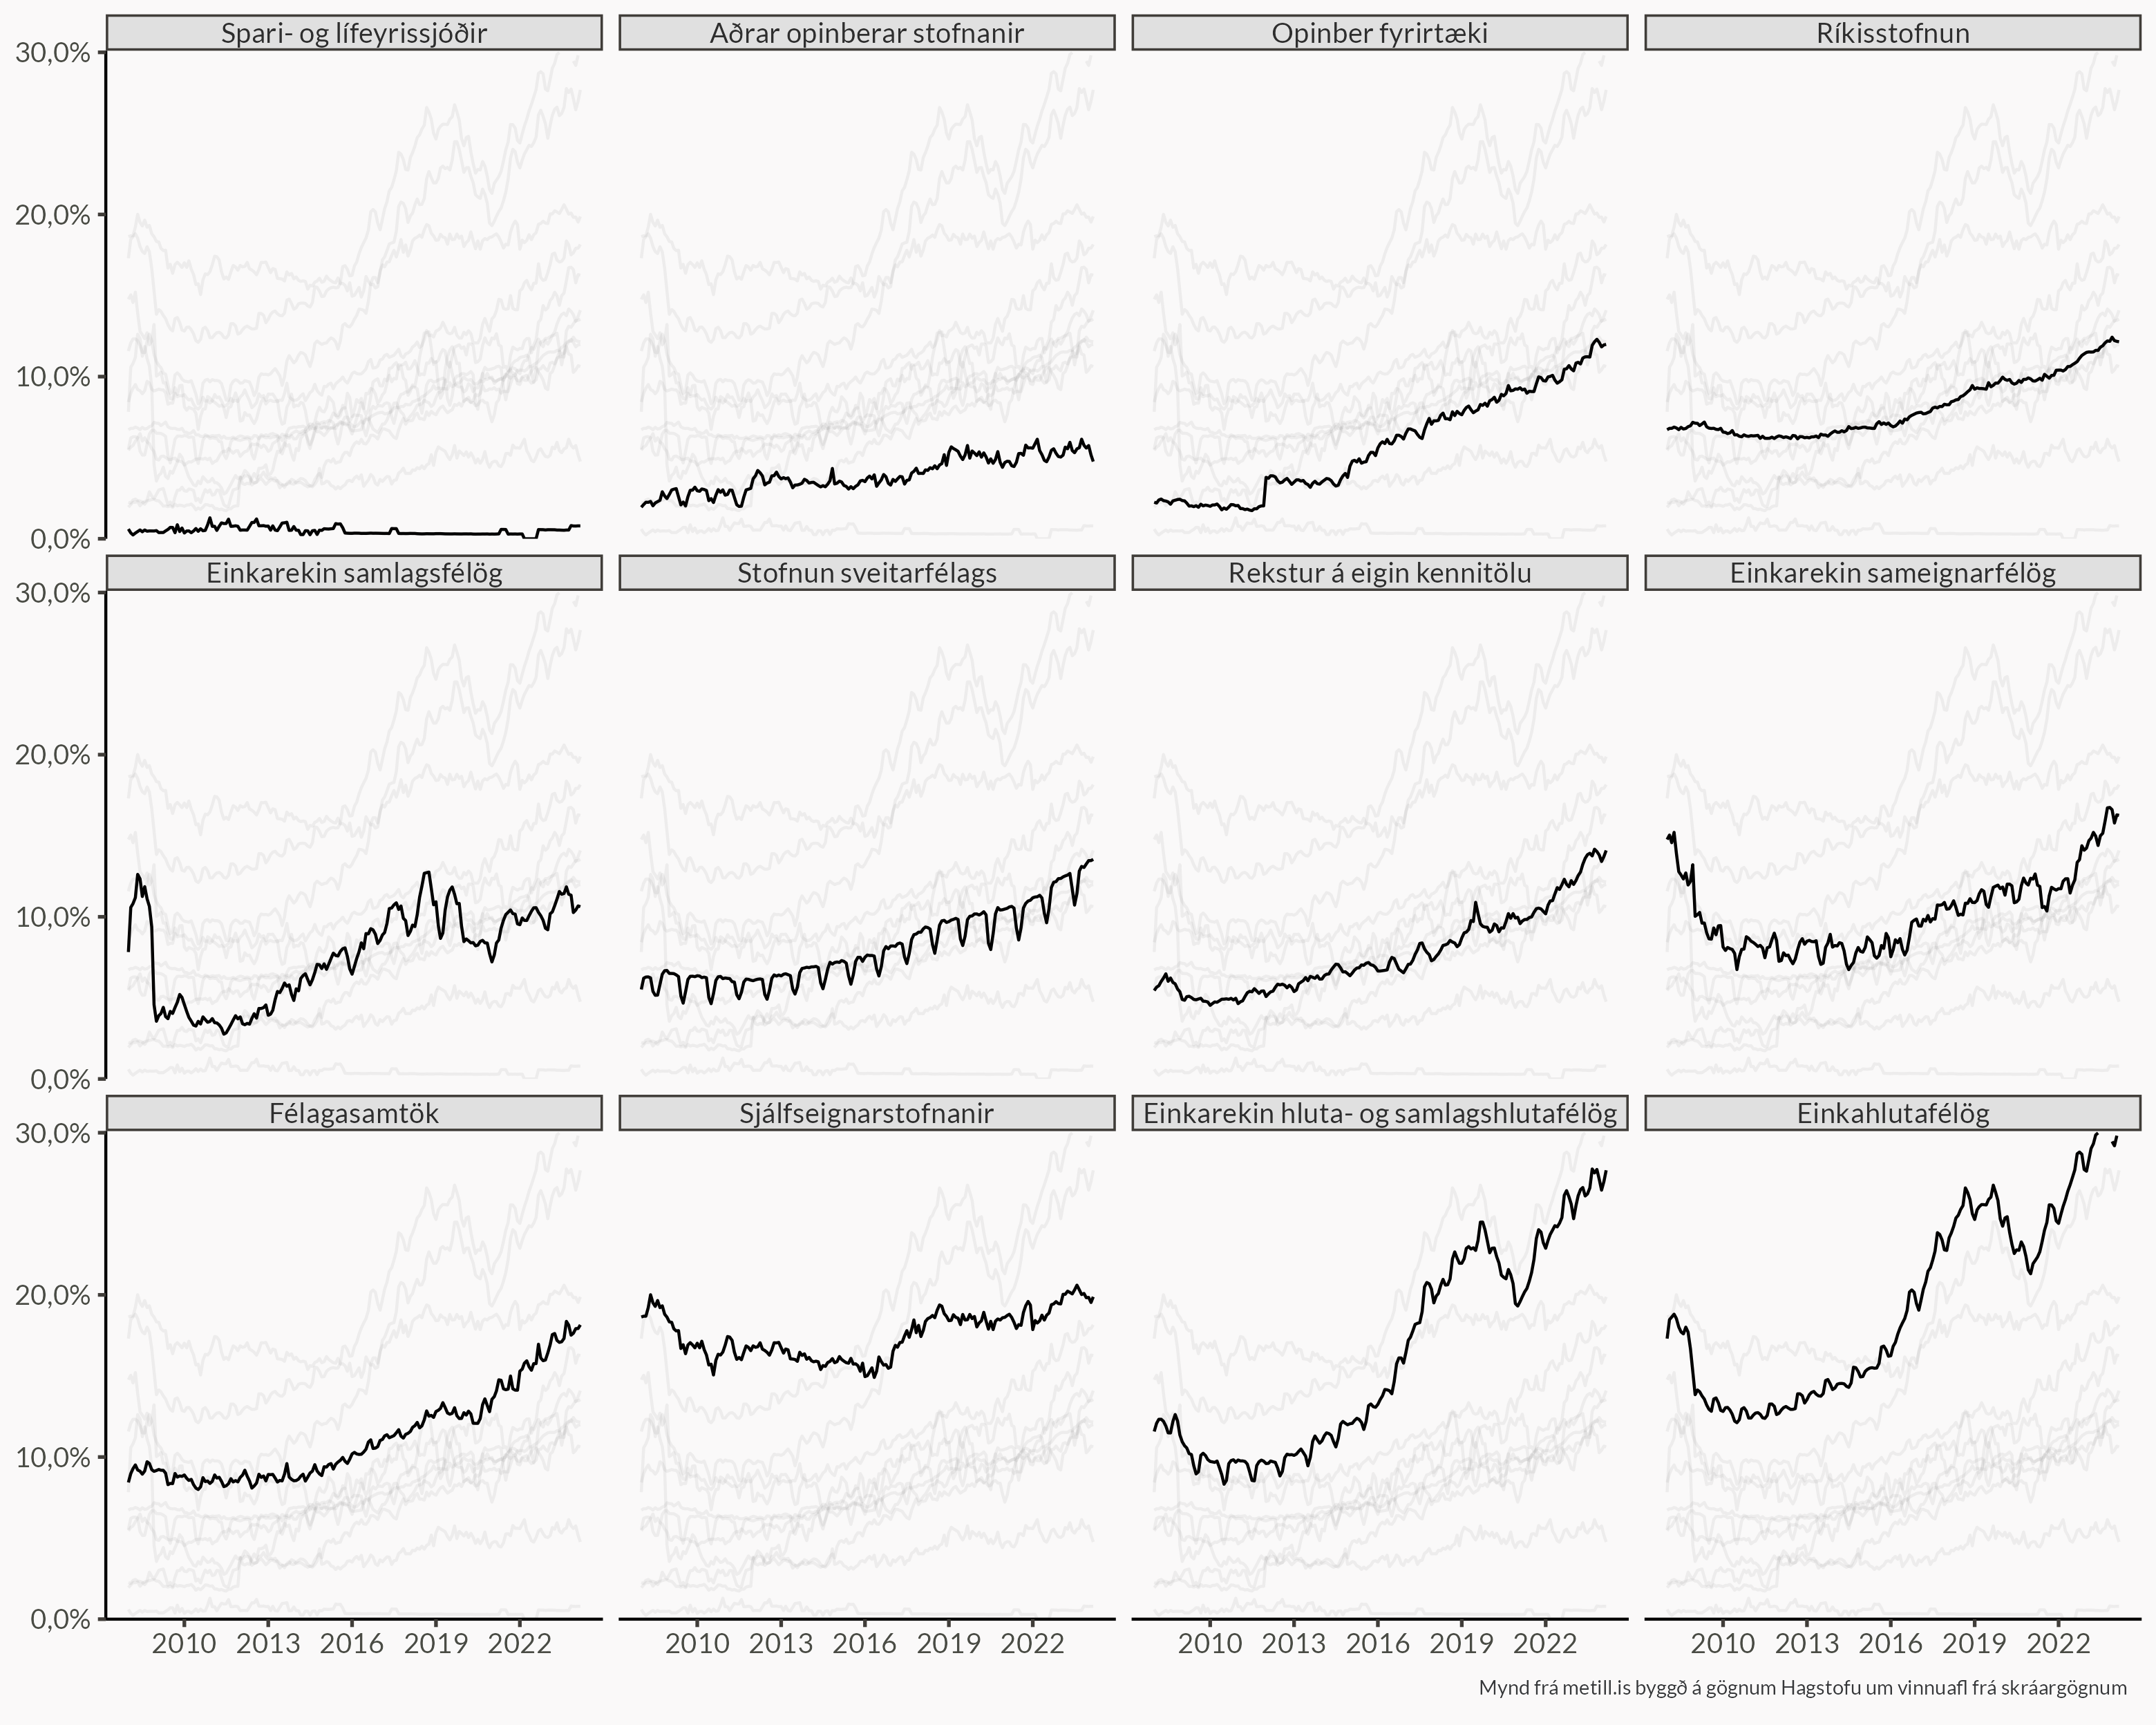 Spari- og lífeyrissjóðir
Aðrar opinberar stofnanir
Opinber fyrirtæki
Ríkisstofnun
30,0%
20,0%
10,0%
0,0%
Einkarekin samlagsfélög
Stofnun sveitarfélags
Rekstur á eigin kennitölu
Einkarekin sameignarfélög
30,0%
20,0%
10,0%
0,0%
Félagasamtök
Sjálfseignarstofnanir
Einkarekin hluta- og samlagshlutafélög
Einkahlutafélög
30,0%
20,0%
10,0%
0,0%
2010 2013 2016 2019 2022
2010 2013 2016 2019 2022
2010 2013 2016 2019 2022
2010 2013 2016 2019 2022
Mynd frá metill.is byggð á gögnum Hagstofu um vinnuafl frá skráargögnum